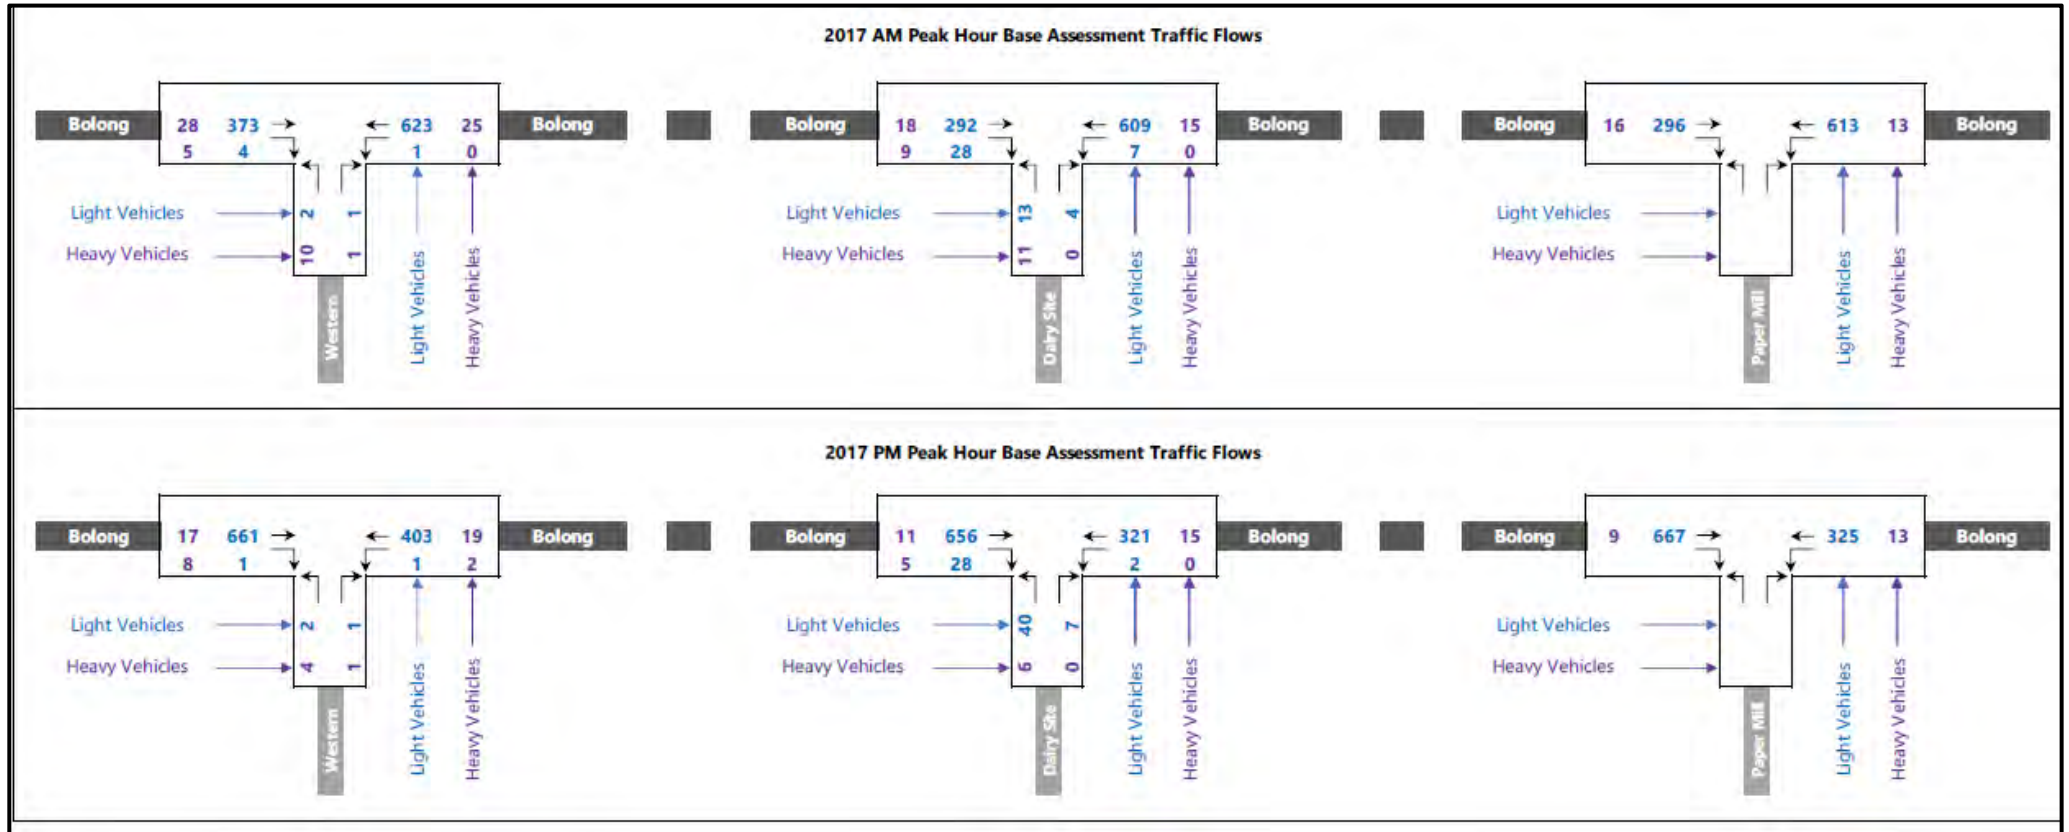 2017 AM Peak Hour Base Assessment Traffic Flows
Bolong 28 373 623 25 Bolong
5 4 1 0
Light Vehicles 2 1
Heavy Vehicles 10 1
Western
Light Vehicles
Heavy Vehicles
Bolong 18 292 609 15 Bolong
9 28 7 0
Light Vehicles 13 4
Heavy Vehicles 11 0
Dairy Site
Light Vehicles
Heavy Vehicles
Bolong 16 296 613 13 Bolong
Light Vehicles
Heavy Vehicles
Paper Mill
Light Vehicles
Heavy Vehicles
2017 PM Peak Hour Base Assessment Traffic Flows
Bolong 17 661 403 19 Bolong
8 1 1 2
Light Vehicles 2 1
Heavy Vehicles 4 1
Western
Light Vehicles
Heavy Vehicles
Bolong 11 656 321 15 Bolong
5 28 2 0
Light Vehicles 40 7
Heavy Vehicles 6 0
Dairy Site
Light Vehicles
Heavy Vehicles
Bolong 9 667 325 13 Bolong
Light Vehicles
Heavy Vehicles
Paper Mill
Light Vehicles
Heavy Vehicles